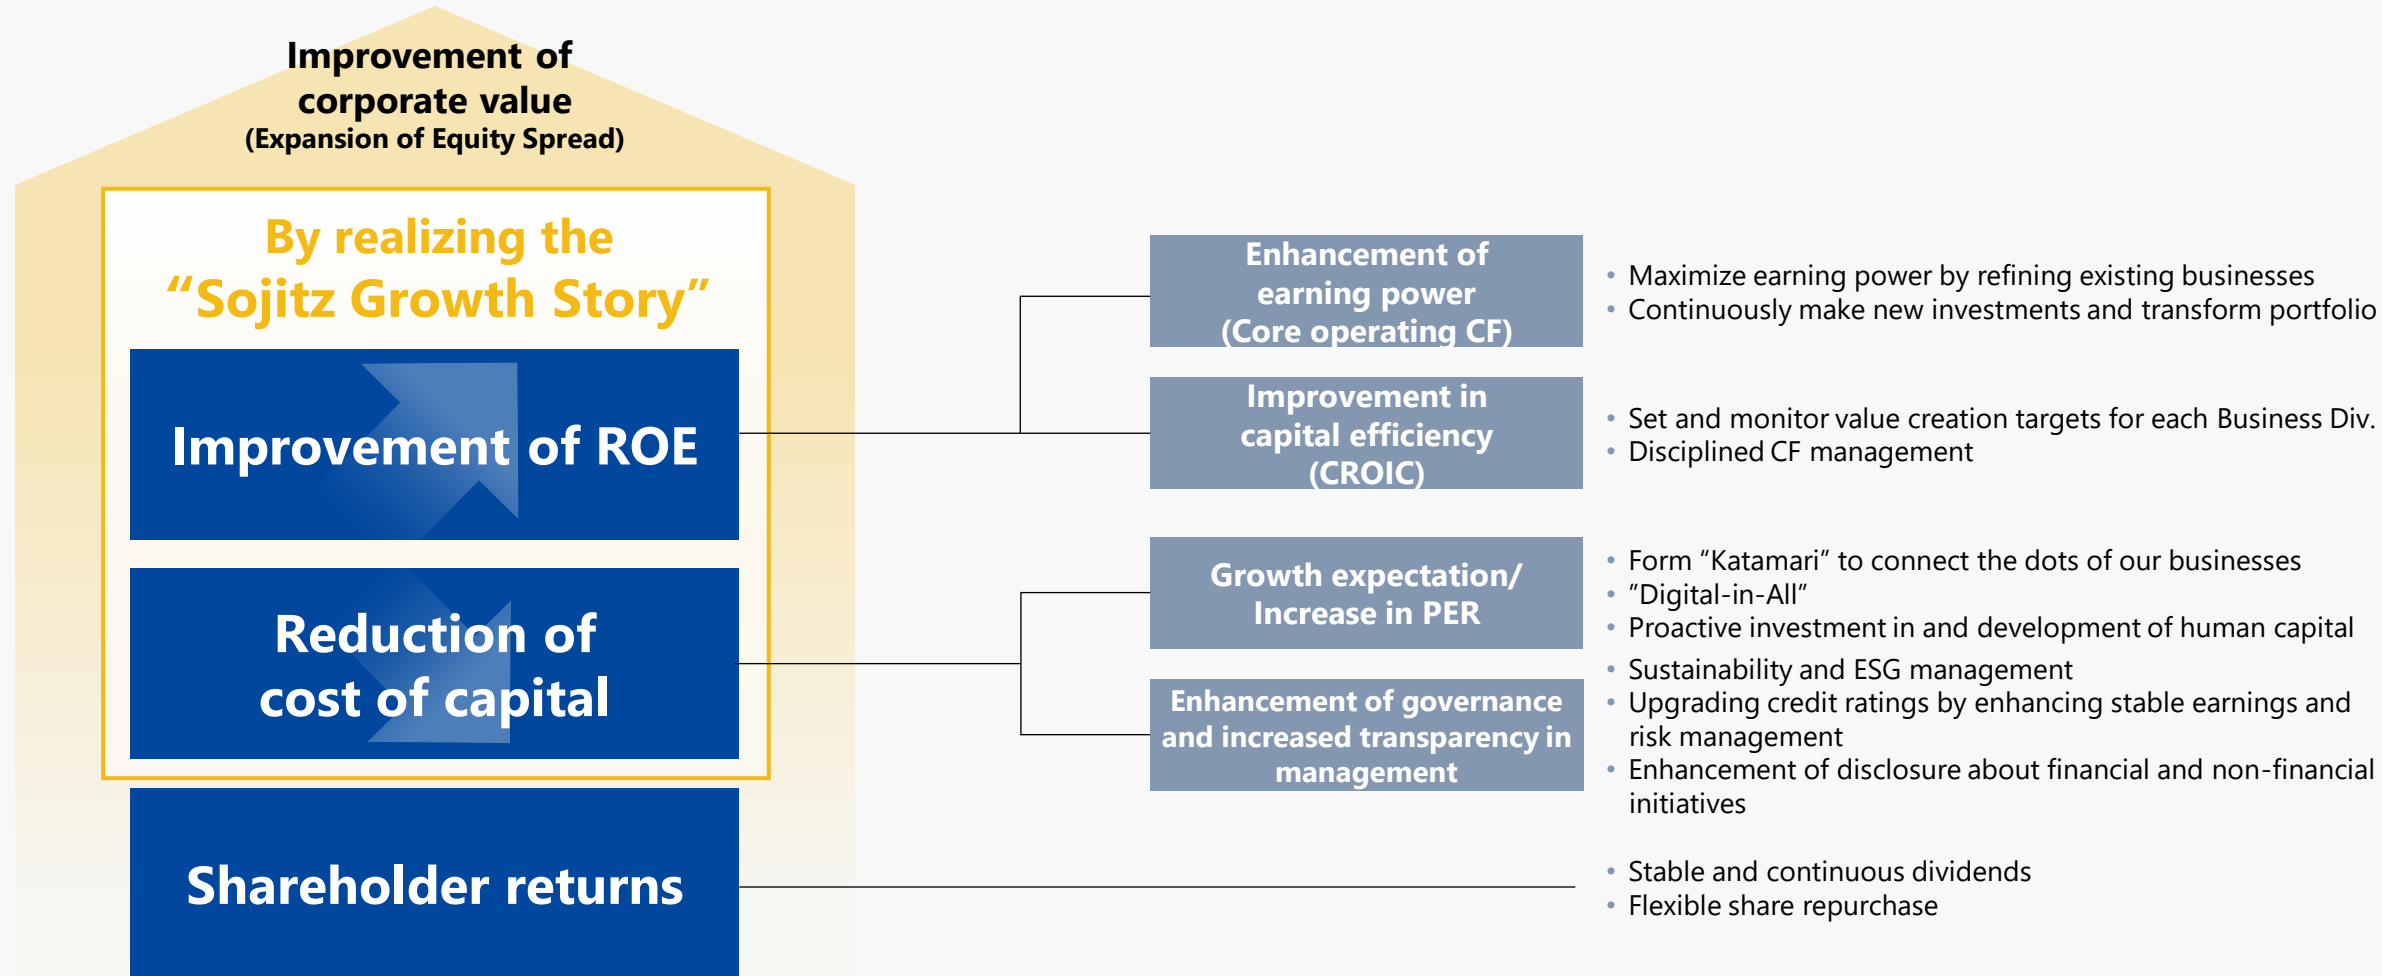 Improvement of
corporate value
(Expansion of Equity Spread)
By realizing the
“Sojitz Growth Story”
Improvement of ROE
Enhancement of
earning power
(Core operating CF)
• Maximize earning power by refining existing businesses
• Continuously make new investments and transform portfolio
Improvement in
capital efficiency
(CROIC)
• Set and monitor value creation targets for each Business Div.
• Disciplined CF management
Reduction of
cost of capital
Growth expectation/
Increase in PER
• Form “Katamari” to connect the dots of our businesses
• ”Digital-in-All”
• Proactive investment in and development of human capital
Enhancement of governance
and increased transparency in
management
• Sustainability and ESG management
• Upgrading credit ratings by enhancing stable earnings and
risk management
• Enhancement of disclosure about financial and non-financial
initiatives
Shareholder returns
• Stable and continuous dividends
• Flexible share repurchase